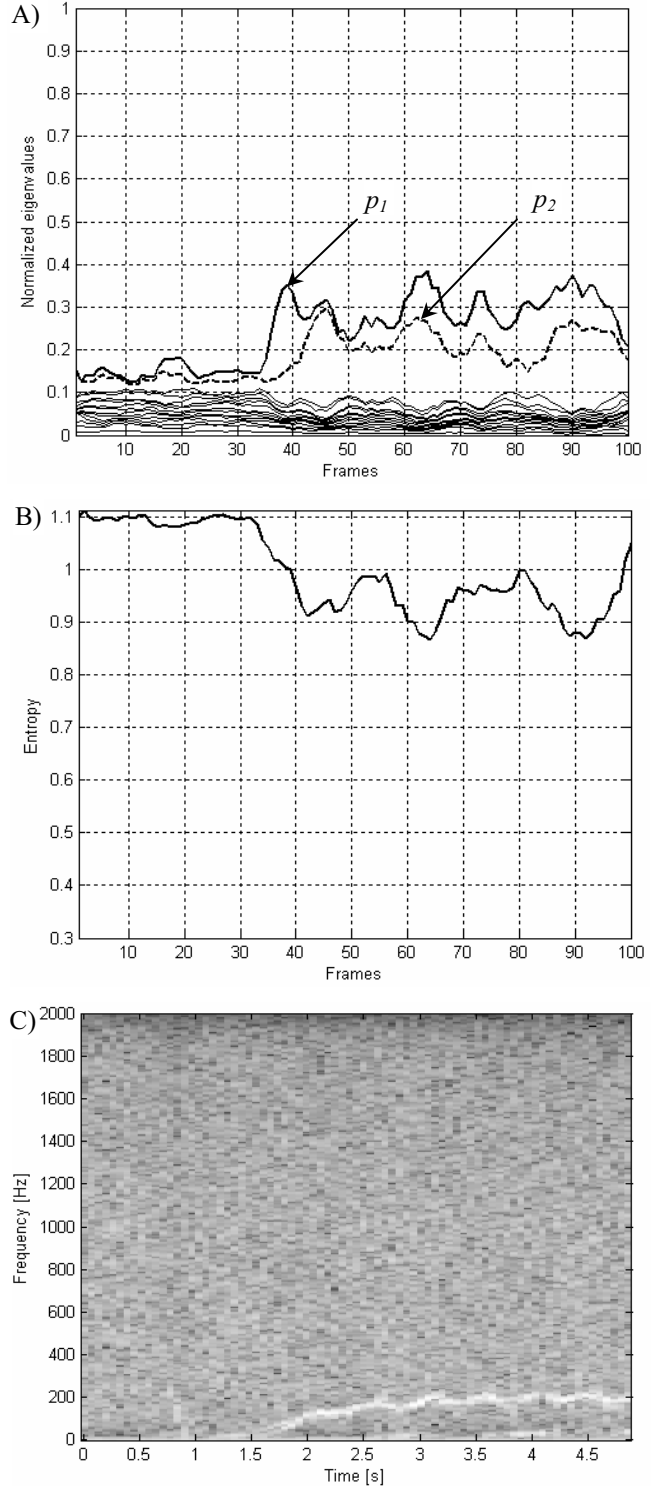 A)
1
0.9
0.8
0.7
0.6
0.5
0.4
0.3
0.2
0.1
0
Normalized eigenvalues
p1
p2
10 20 30 40 50 60 70 80 90 100
Frames
B)
1.1
1
0.9
0.8
0.7
0.6
0.5
0.4
0.3
Entropy
10 20 30 40 50 60 70 80 90 100
Frames
C)
2000
1800
1600
1400
1200
1000
800
600
400
200
0
Frequency [Hz]
0 0.5 1 1.5 2 2.5 3 3.5 4 4.5
Time [s]